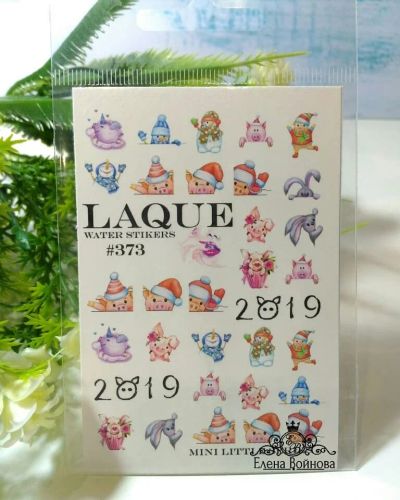 LAQUE
WATER STIKERS
#373
2019
2019
MINI LITT
Елена Войнова